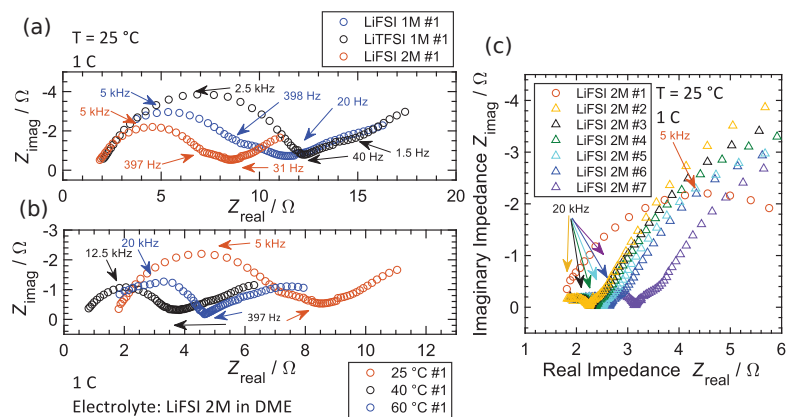 (a)
T = 25 °C
1 C
LiFSI 1M #1
LiTFSI 1M #1
LiFSI 2M #1
5 kHz
2.5 kHz
5 kHz
398 Hz
20 Hz
397 Hz
31 Hz
40 Hz
1.5 Hz
-4
-2
0
Z_imag / Ω
0 5 10 15 20
Z_real / Ω
(b)
12.5 kHz
20 kHz
5 kHz
397 Hz
-3
-2
-1
0
Z_imag / Ω
0 2 4 6 8 10 12
Z_real / Ω
1 C
Electrolyte: LiFSI 2M in DME
25 °C #1
40 °C #1
60 °C #1
(c)
LiFSI 2M #1
LiFSI 2M #2
LiFSI 2M #3
LiFSI 2M #4
LiFSI 2M #5
LiFSI 2M #6
LiFSI 2M #7
T = 25 °C
1 C
5 kHz
20 kHz
-4
-3
-2
-1
0
Imaginary Impedance Z_imag / Ω
1 2 3 4 5 6
Real Impedance Z_real / Ω